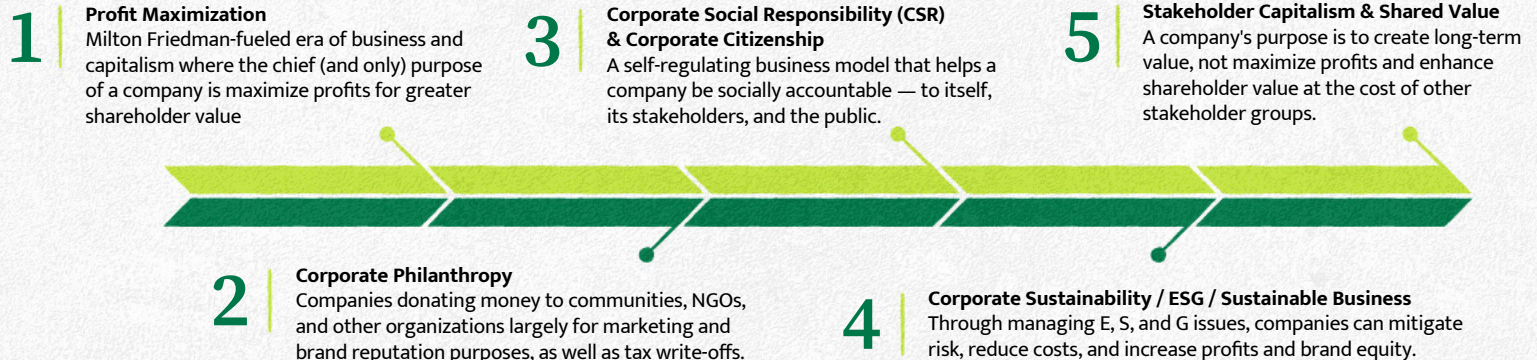 1
Profit Maximization
Milton Friedman-fueled era of business and
capitalism where the chief (and only) purpose
of a company is maximize profits for greater
shareholder value
3
Corporate Social Responsibility (CSR)
& Corporate Citizenship
A self-regulating business model that helps a
company be socially accountable — to itself,
its stakeholders, and the public.
5
Stakeholder Capitalism & Shared Value
A company's purpose is to create long-term
value, not maximize profits and enhance
shareholder value at the cost of other
stakeholder groups.
2
Corporate Philanthropy
Companies donating money to communities, NGOs,
and other organizations largely for marketing and
brand reputation purposes, as well as tax write-offs.
4
Corporate Sustainability / ESG / Sustainable Business
Through managing E, S, and G issues, companies can mitigate
risk, reduce costs, and increase profits and brand equity.